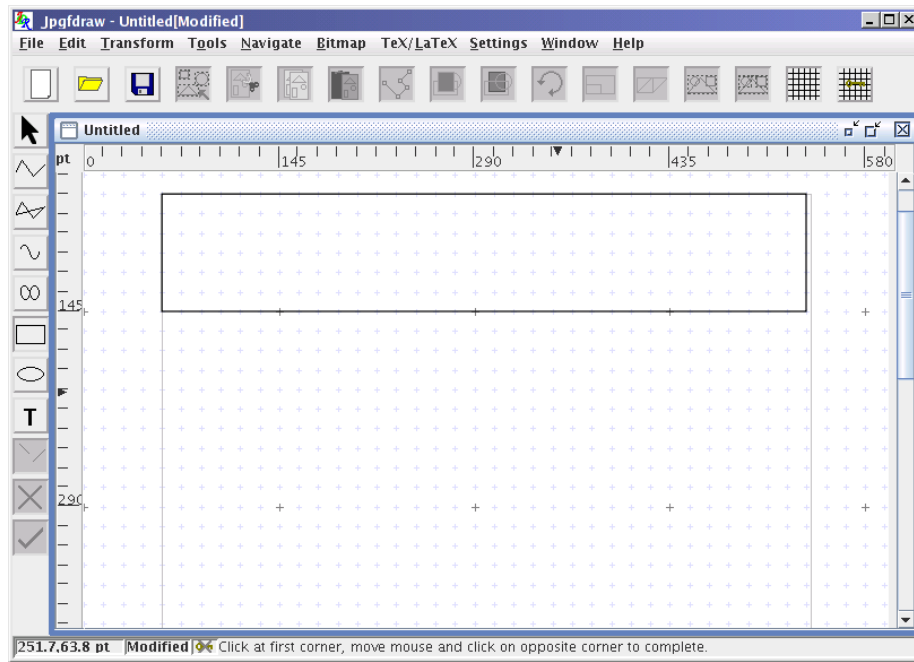 Jpgfdraw - Untitled[Modified]
File Edit Transform Tools Navigate Bitmap TeX/LaTeX Settings Window Help
Untitled
pt 0 145 290 435 580
T
145
290
251.7,63.8 pt Modified Click at first corner, move mouse and click on opposite corner to complete.